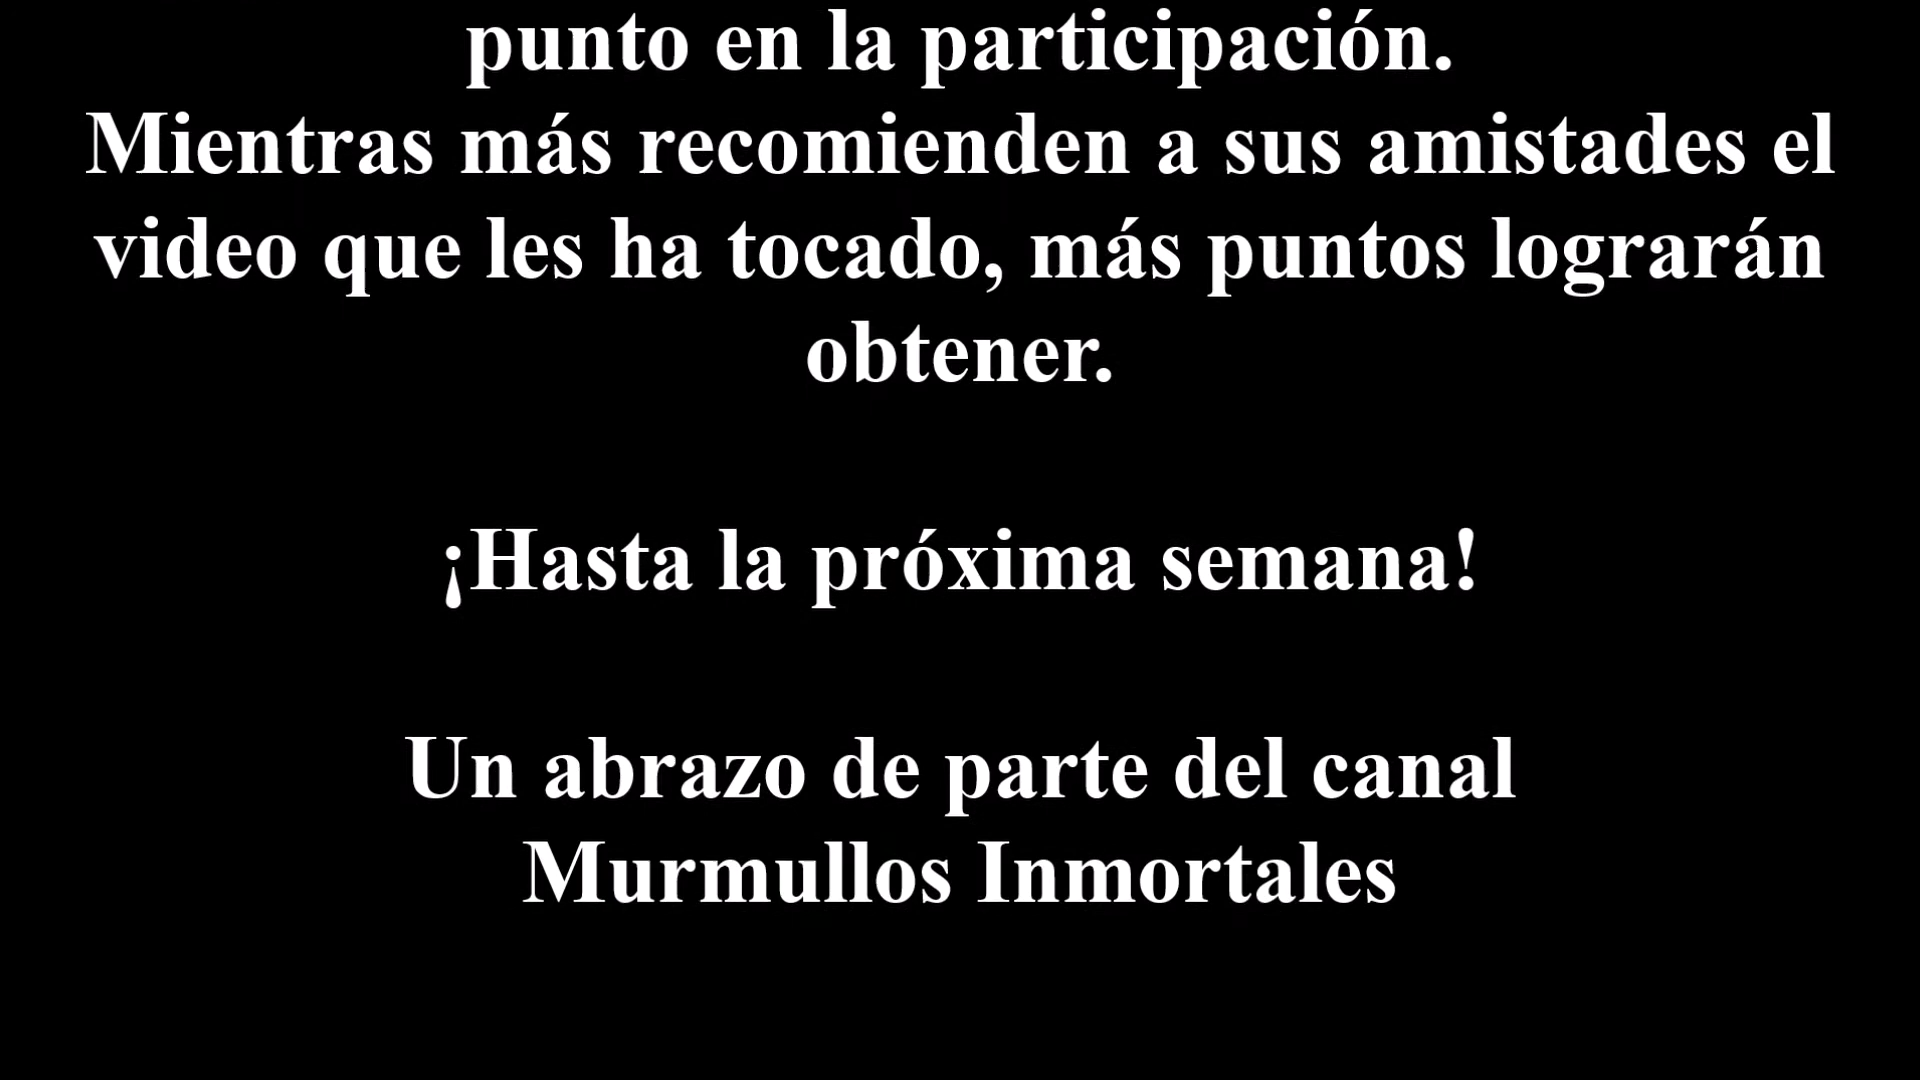 punto en la participación.
Mientras más recomienden a sus amistades el
video que les ha tocado, más puntos lograrán
obtener.
¡Hasta la próxima semana!
Un abrazo de parte del canal
Murmullos Inmortales